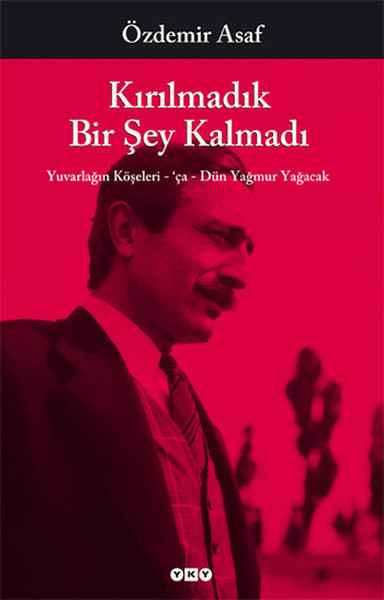 Özdemir Asaf
Kırılmadık
Bir Şey Kalmadı
Yuvarlağın Köşeleri - 'ça - Dün Yağmur Yağacak
YKY